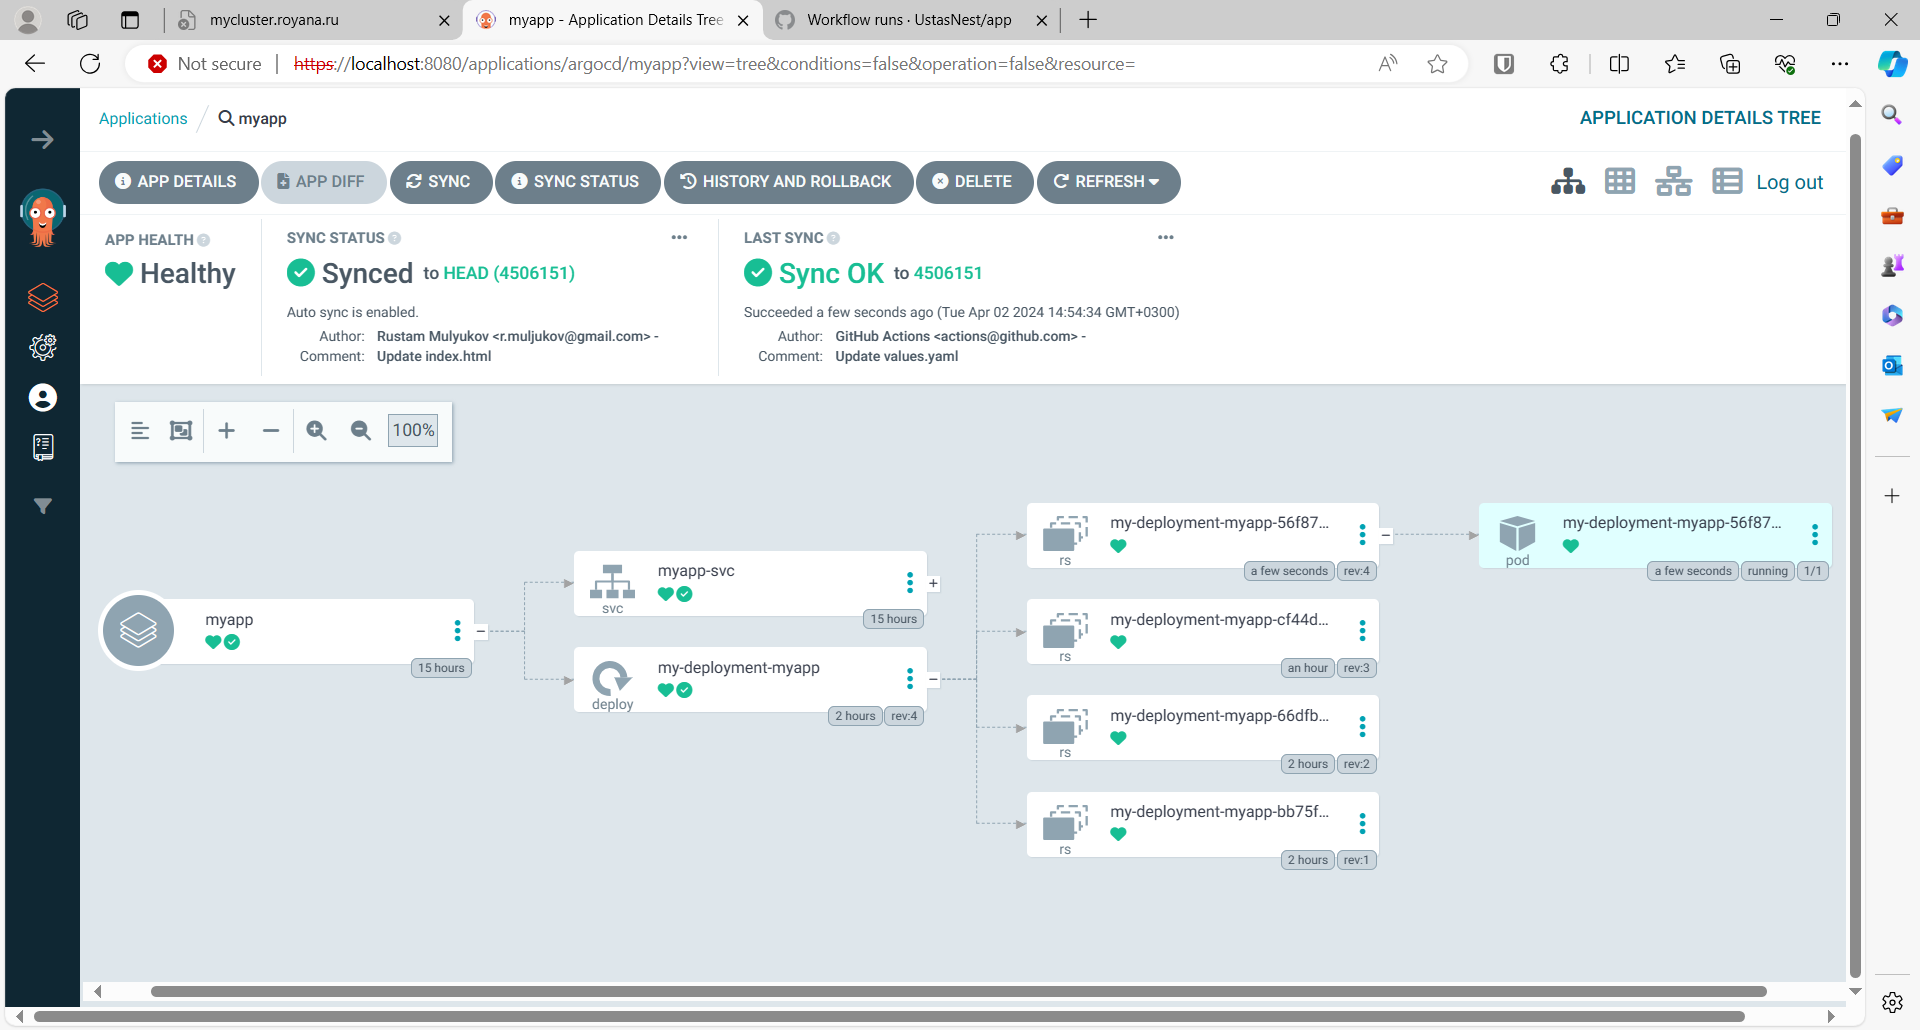 mycluster.royana.ru
myapp - Application Details Tree
Workflow runs · UstasNest/app
Not secure
https://localhost:8080/applications/argocd/myapp?view=tree&conditions=false&operation=false&resource=
Applications
myapp
APPLICATION DETAILS TREE
APP DETAILS
APP DIFF
SYNC
SYNC STATUS
HISTORY AND ROLLBACK
DELETE
REFRESH
Log out
APP HEALTH
Healthy
SYNC STATUS
Synced to HEAD (4506151)
Auto sync is enabled.
Author: Rustam Mulyukov <r.muljukov@gmail.com> -
Comment: Update index.html
LAST SYNC
Sync OK to 4506151
Succeeded a few seconds ago (Tue Apr 02 2024 14:54:34 GMT+0300)
Author: GitHub Actions <actions@github.com> -
Comment: Update values.yaml
100%
myapp
15 hours
svc
myapp-svc
15 hours
deploy
my-deployment-myapp
2 hours
rev:4
rs
my-deployment-myapp-56f87...
a few seconds
rev:4
rs
my-deployment-myapp-cf44d...
an hour
rev:3
rs
my-deployment-myapp-66dfb...
2 hours
rev:2
rs
my-deployment-myapp-bb75f...
2 hours
rev:1
pod
my-deployment-myapp-56f87...
a few seconds
running
1/1